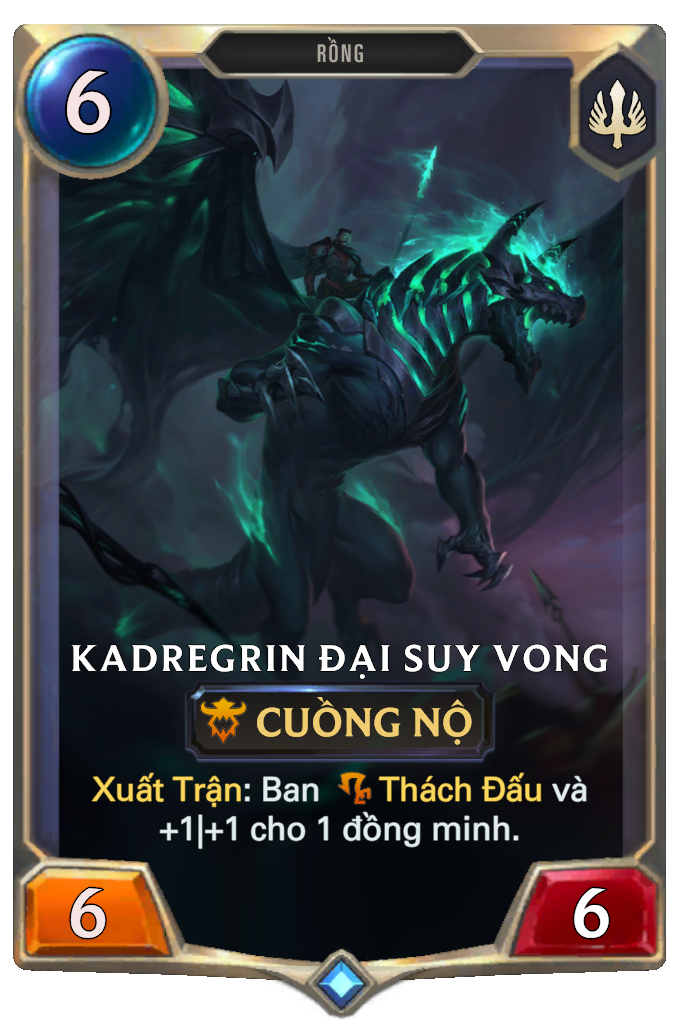 6
RỒNG
KADREGRIN ĐẠI SUY VONG
CUỒNG NỘ
Xuất Trận: Ban Thách Đấu và
+1|+1 cho 1 đồng minh.
6
6